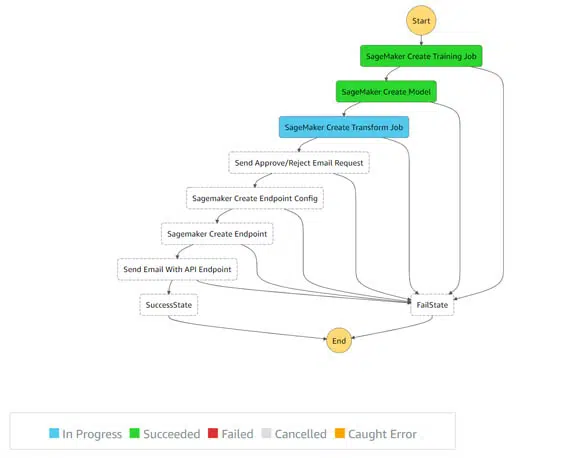 Start
SageMaker Create Training Job
SageMaker Create Model
SageMaker Create Transform Job
Send Approve/Reject Email Request
Sagemaker Create Endpoint Config
Sagemaker Create Endpoint
Send Email With API Endpoint
SuccessState
FailState
End
In Progress
Succeeded
Failed
Cancelled
Caught Error